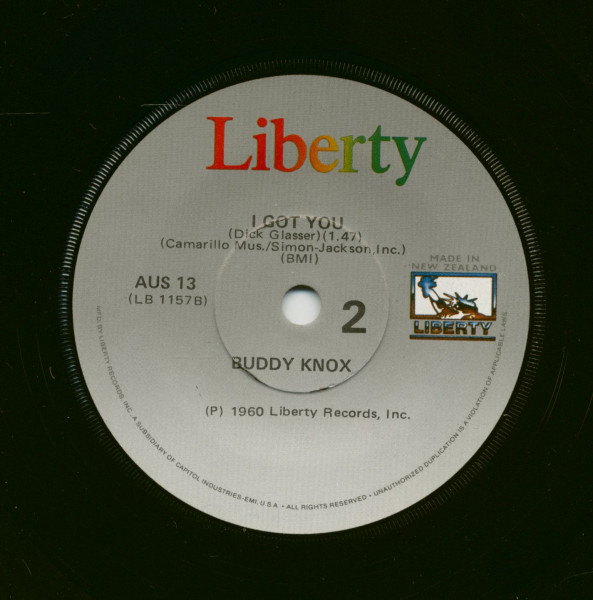 Liberty
I GOT YOU
(Dick Glasser)(1.47)
(Camarillo Mus./Simon-Jackson,Inc.)
(BMI)
MADE IN
NEW ZEALAND
AUS 13
(LB 1157B)
2
LIBERTY
BUDDY KNOX
(P) 1960 Liberty Records, Inc.
MFD. BY LIBERTY RECORDS, INC. A SUBSIDIARY OF CAPITOL INDUSTRIES-EMI, U.S.A • ALL RIGHTS RESERVED • UNAUTHORIZED DUPLICATION IS A VIOLATION OF APPLICABLE LAWS